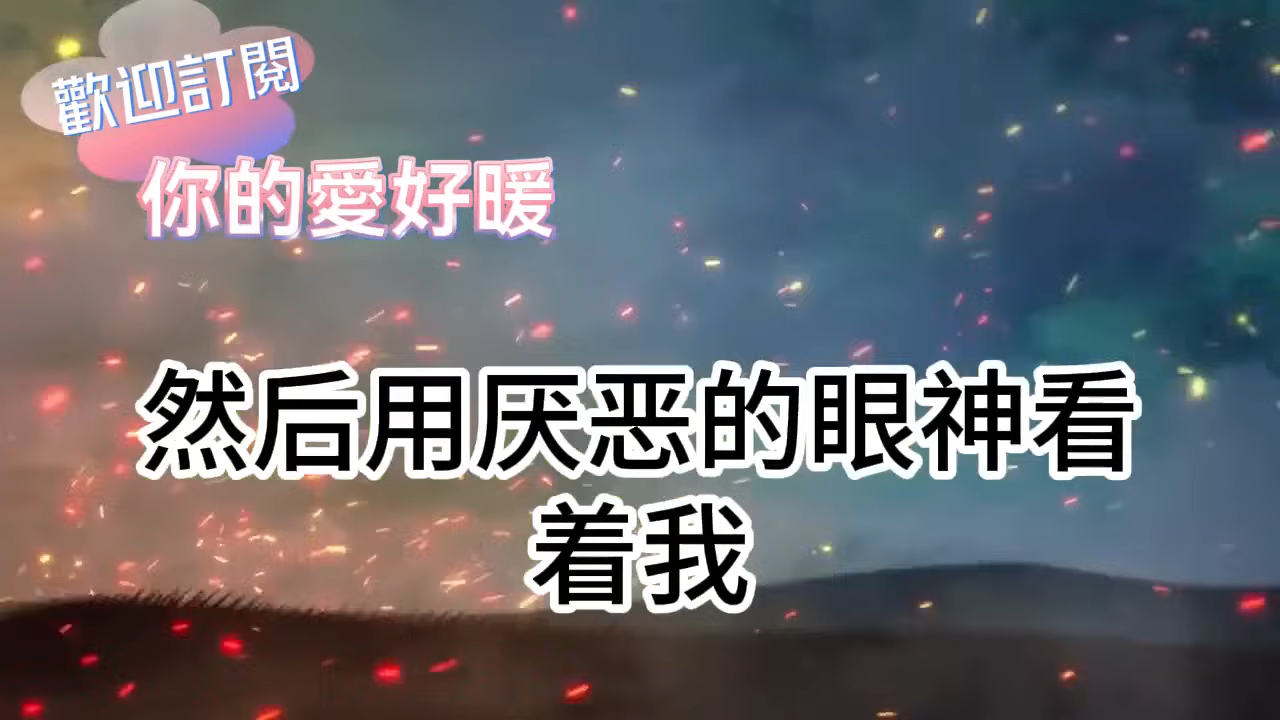 歡迎訂閱
你的愛好暖
然后用厌恶的眼神看
着我